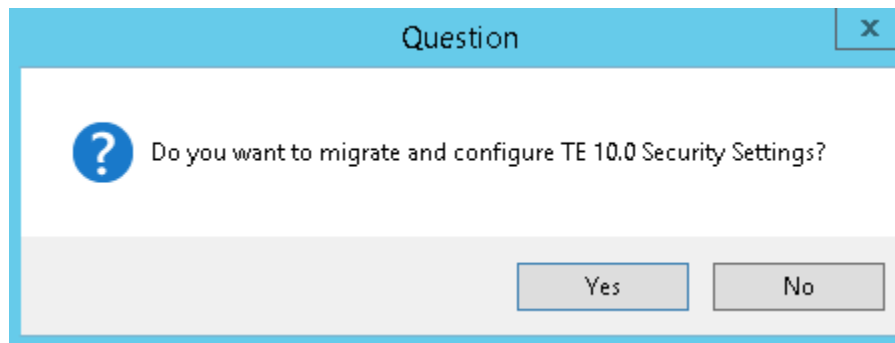 Question
x
Do you want to migrate and configure TE 10.0 Security Settings?
Yes
No